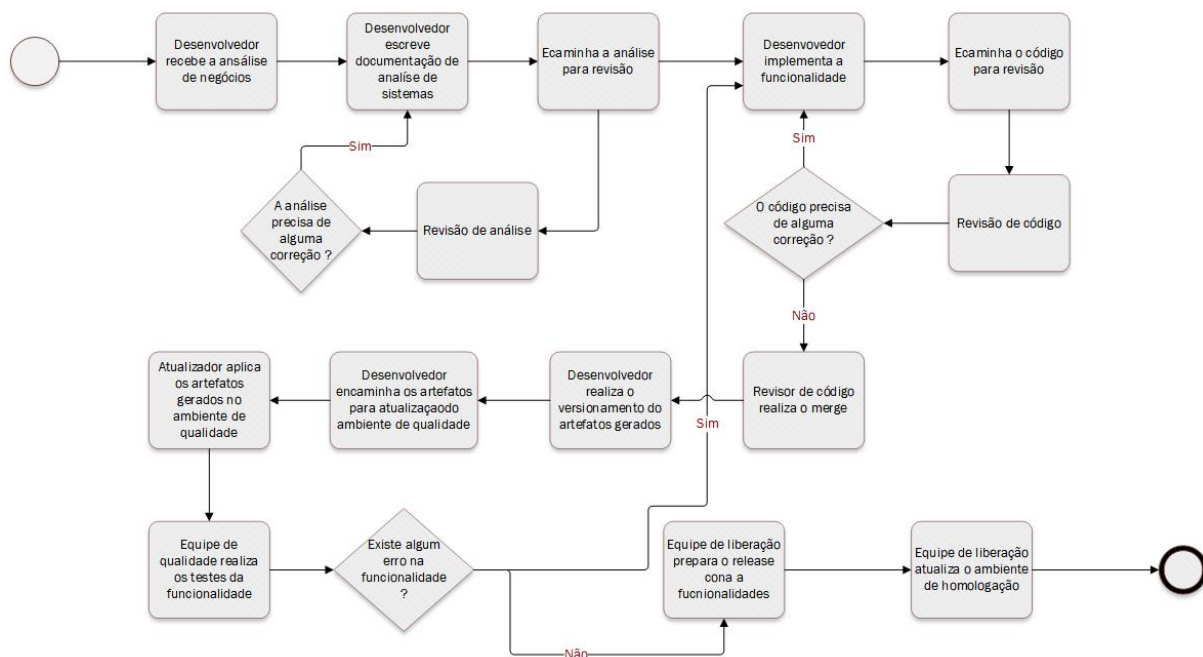 Desenvolvedor
recebe a ansálise
de negócios
Desenvolvedor
escreve
documentação de
analíse de
sistemas
Ecaminha a análise
para revisão
Desenvovedor
implementa a
funcionalidade
Ecaminha o código
para revisão
Sim
Sim
A análise
precisa de
alguma
correção ?
Revisão de análise
O código precisa
de alguma
correção ?
Revisão de código
Não
Atualizador aplica
os artefatos
gerados no
ambiente de
qualidade
Desenvolvedor
encaminha os artefatos
para atualizaçaodo
ambiente de qualidade
Desenvolvedor
realiza o
versionamento do
artefatos gerados
Revisor de código
realiza o merge
Sim
Equipe de
qualidade realiza
os testes da
funcionalidade
Existe algum
erro na
funcionalidade
?
Equipe de liberação
prepara o release
cona a
fucnionalidades
Equipe de liberação
atualiza o ambiente
de homologação
Não